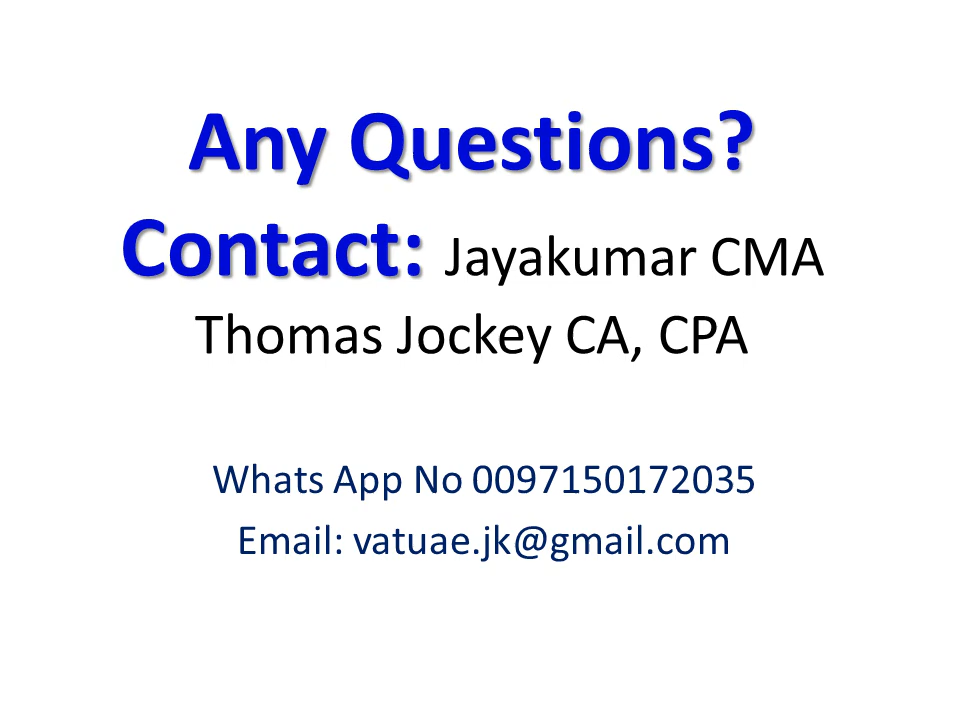 Any Questions?
Contact: Jayakumar CMA
Thomas Jockey CA, CPA
Whats App No 0097150172035
Email: vatuae.jk@gmail.com